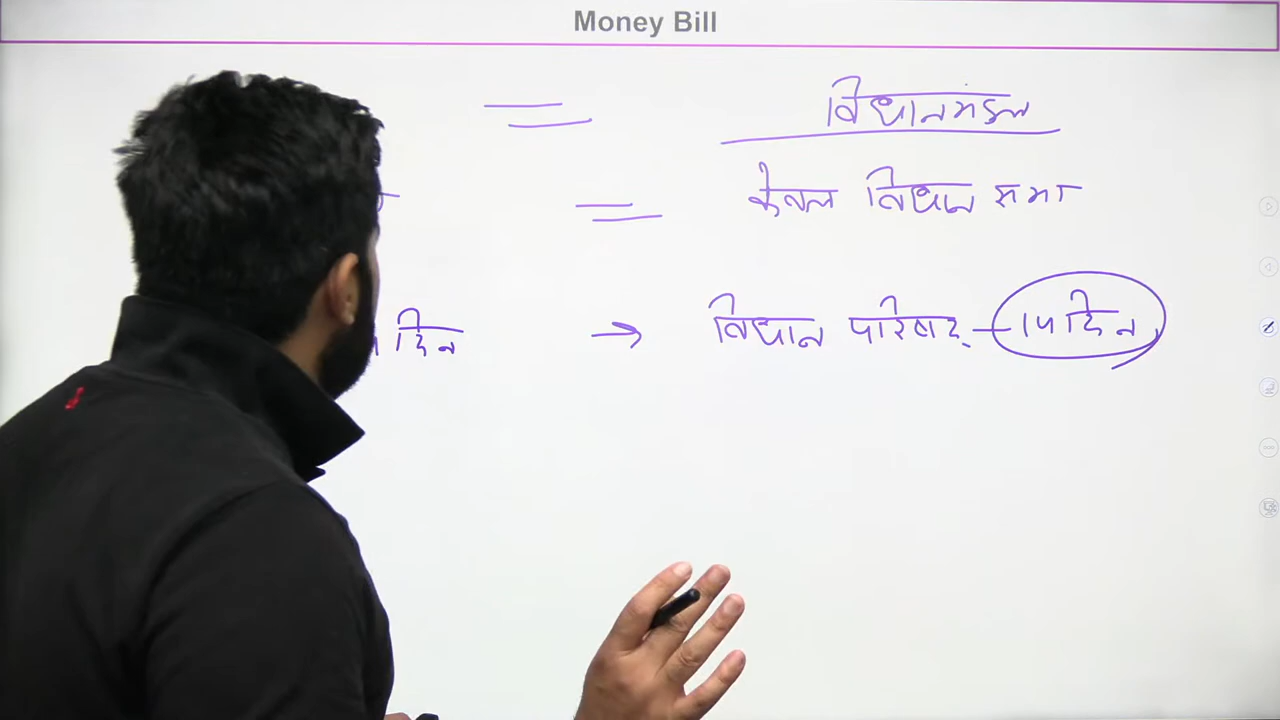 Money Bill
विधानमंडल
केवल विधान सभा
दिन → विधान परिषद् – 14 दिन